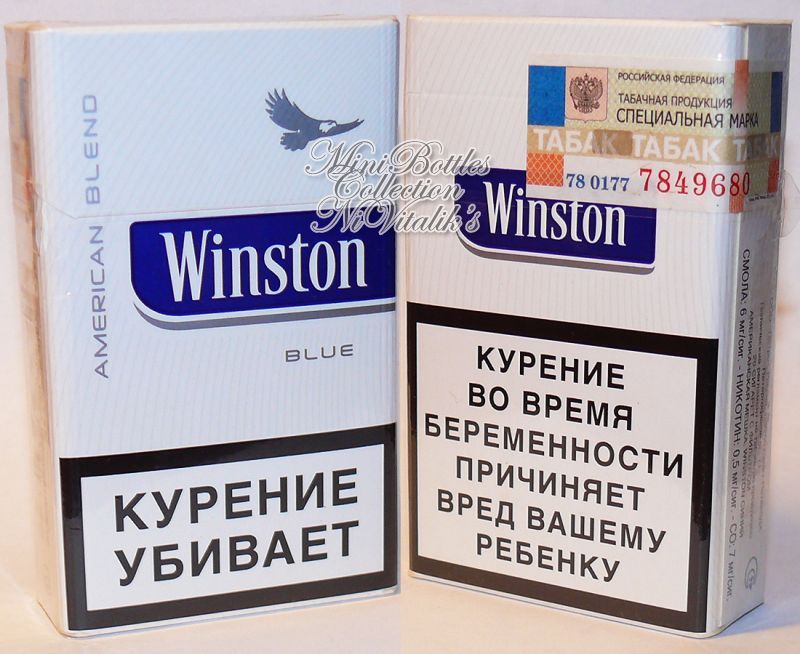 AMERICAN BLEND
Winston
BLUE
КУРЕНИЕ
УБИВАЕТ
MiniBottles
Collection
NiVitalik's
РОССИЙСКАЯ ФЕДЕРАЦИЯ
ТАБАЧНАЯ ПРОДУКЦИЯ
СПЕЦИАЛЬНАЯ МАРКА
ТАБАК ТАБАК ТАБ
78 0177 7849680
Winston
КУРЕНИЕ
ВО ВРЕМЯ
БЕРЕМЕННОСТИ
ПРИЧИНЯЕТ
ВРЕД ВАШЕМУ
РЕБЕНКУ
СМОЛА: 6 мг/сиг. - НИКОТИН: 0,5 мг/сиг. - СО: 7 мг/сиг.